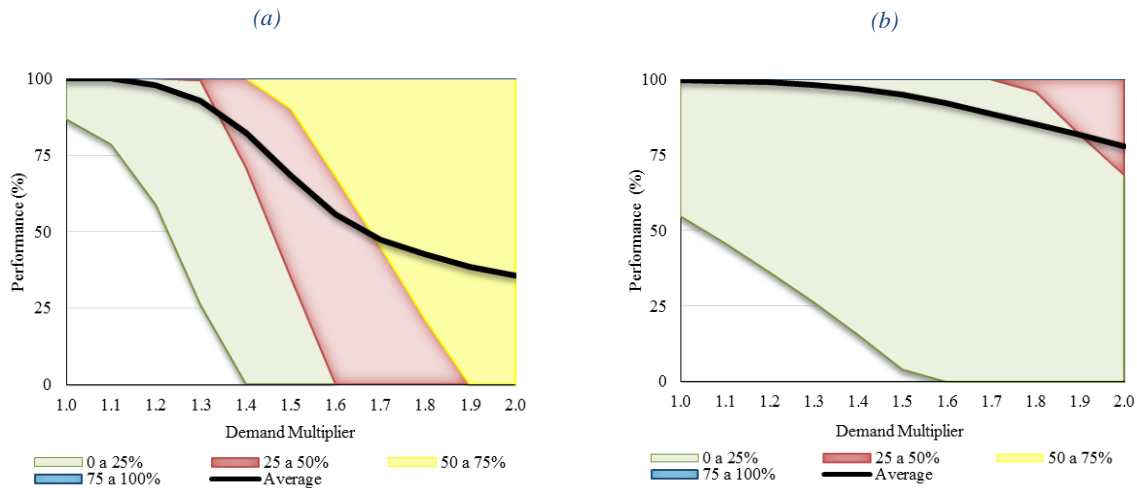 (a)
(b)
Performance (%)
100
75
50
25
0
1.0 1.1 1.2 1.3 1.4 1.5 1.6 1.7 1.8 1.9 2.0
Demand Multiplier
0 a 25% 25 a 50% 50 a 75%
75 a 100% Average
Performance (%)
100
75
50
25
0
1.0 1.1 1.2 1.3 1.4 1.5 1.6 1.7 1.8 1.9 2.0
Demand Multiplier
0 a 25% 25 a 50% 50 a 75%
75 a 100% Average